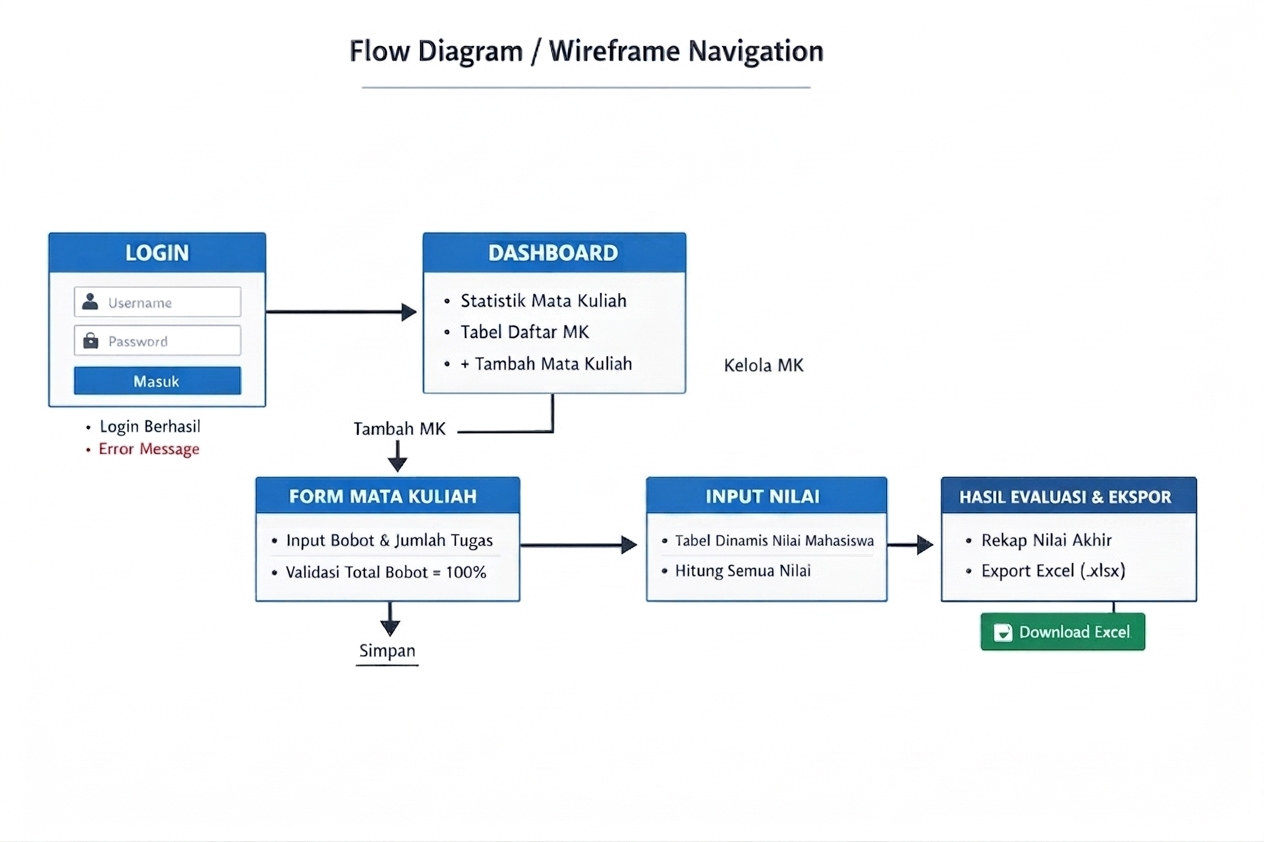 Flow Diagram / Wireframe Navigation
LOGIN
Username
Password
Masuk
• Login Berhasil
• Error Message
DASHBOARD
• Statistik Mata Kuliah
• Tabel Daftar MK
• + Tambah Mata Kuliah
Kelola MK
Tambah MK
FORM MATA KULIAH
• Input Bobot & Jumlah Tugas
• Validasi Total Bobot = 100%
Simpan
INPUT NILAI
• Tabel Dinamis Nilai Mahasiswa
• Hitung Semua Nilai
HASIL EVALUASI & EKSPOR
• Rekap Nilai Akhir
• Export Excel (.xlsx)
Download Excel